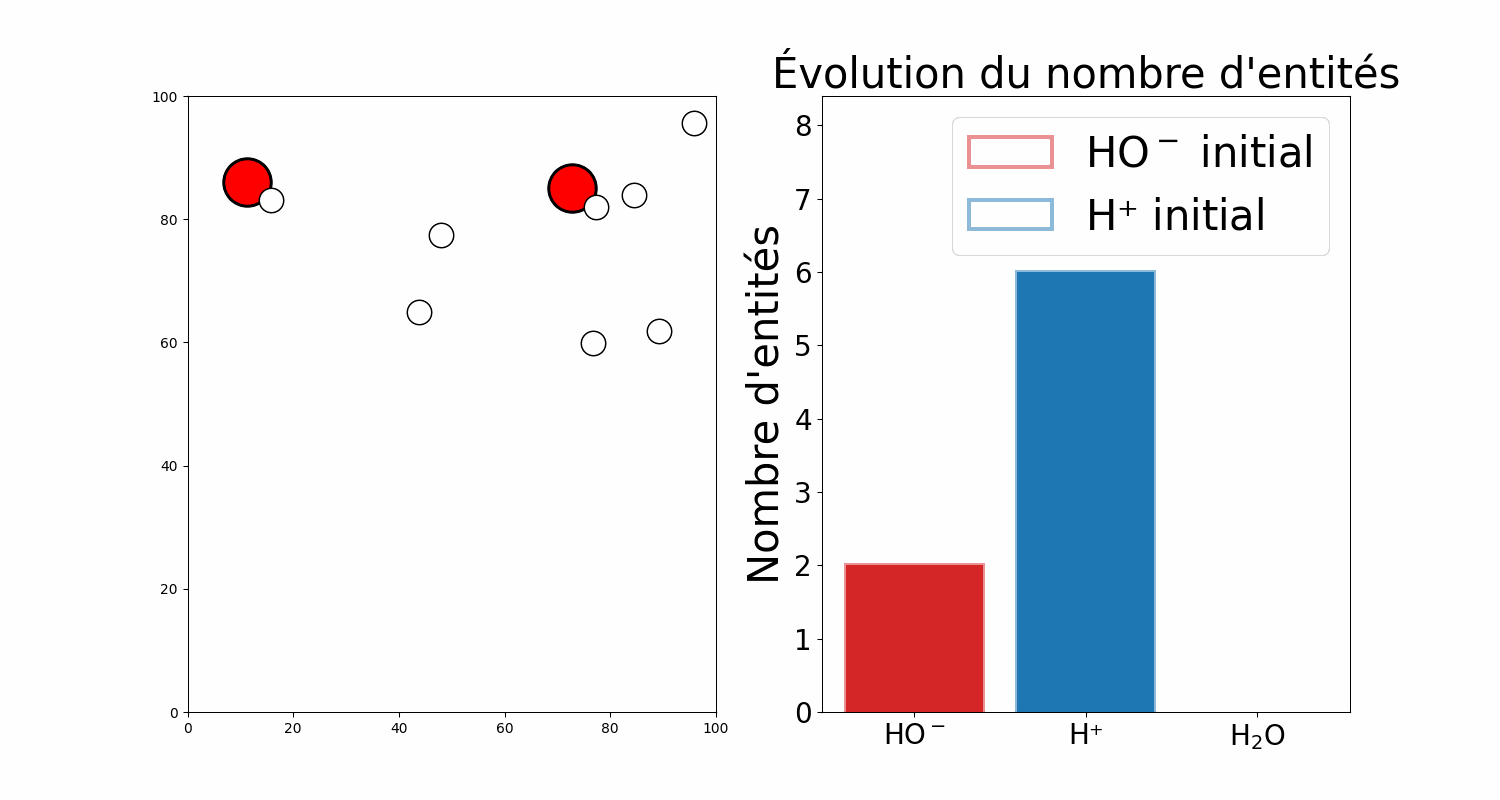 Évolution du nombre d'entités
100
80
60
40
20
0
0 20 40 60 80 100
Nombre d'entités
8
7
6
5
4
3
2
1
0
HO⁻ initial
H⁺ initial
HO⁻ H⁺ H₂O